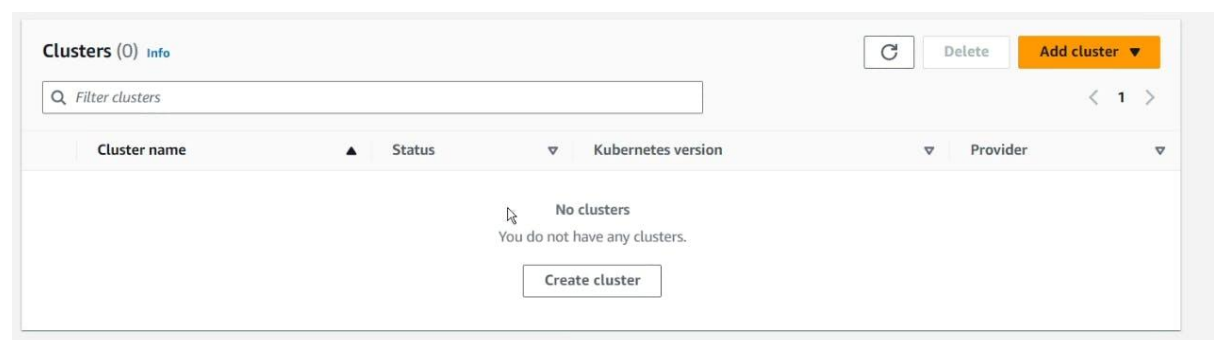 Clusters (0) Info
Delete
Add cluster
Filter clusters
1
Cluster name Status Kubernetes version Provider
No clusters
You do not have any clusters.
Create cluster